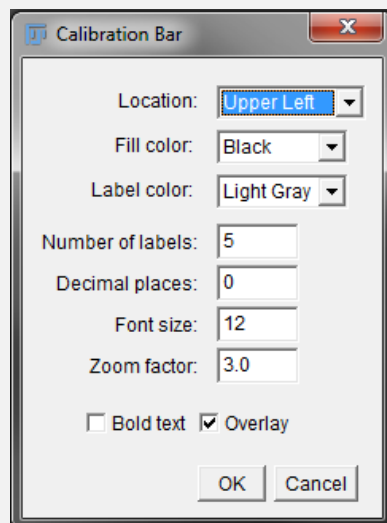 Calibration Bar
Location: Upper Left
Fill color: Black
Label color: Light Gray
Number of labels: 5
Decimal places: 0
Font size: 12
Zoom factor: 3.0
Bold text Overlay
OK Cancel